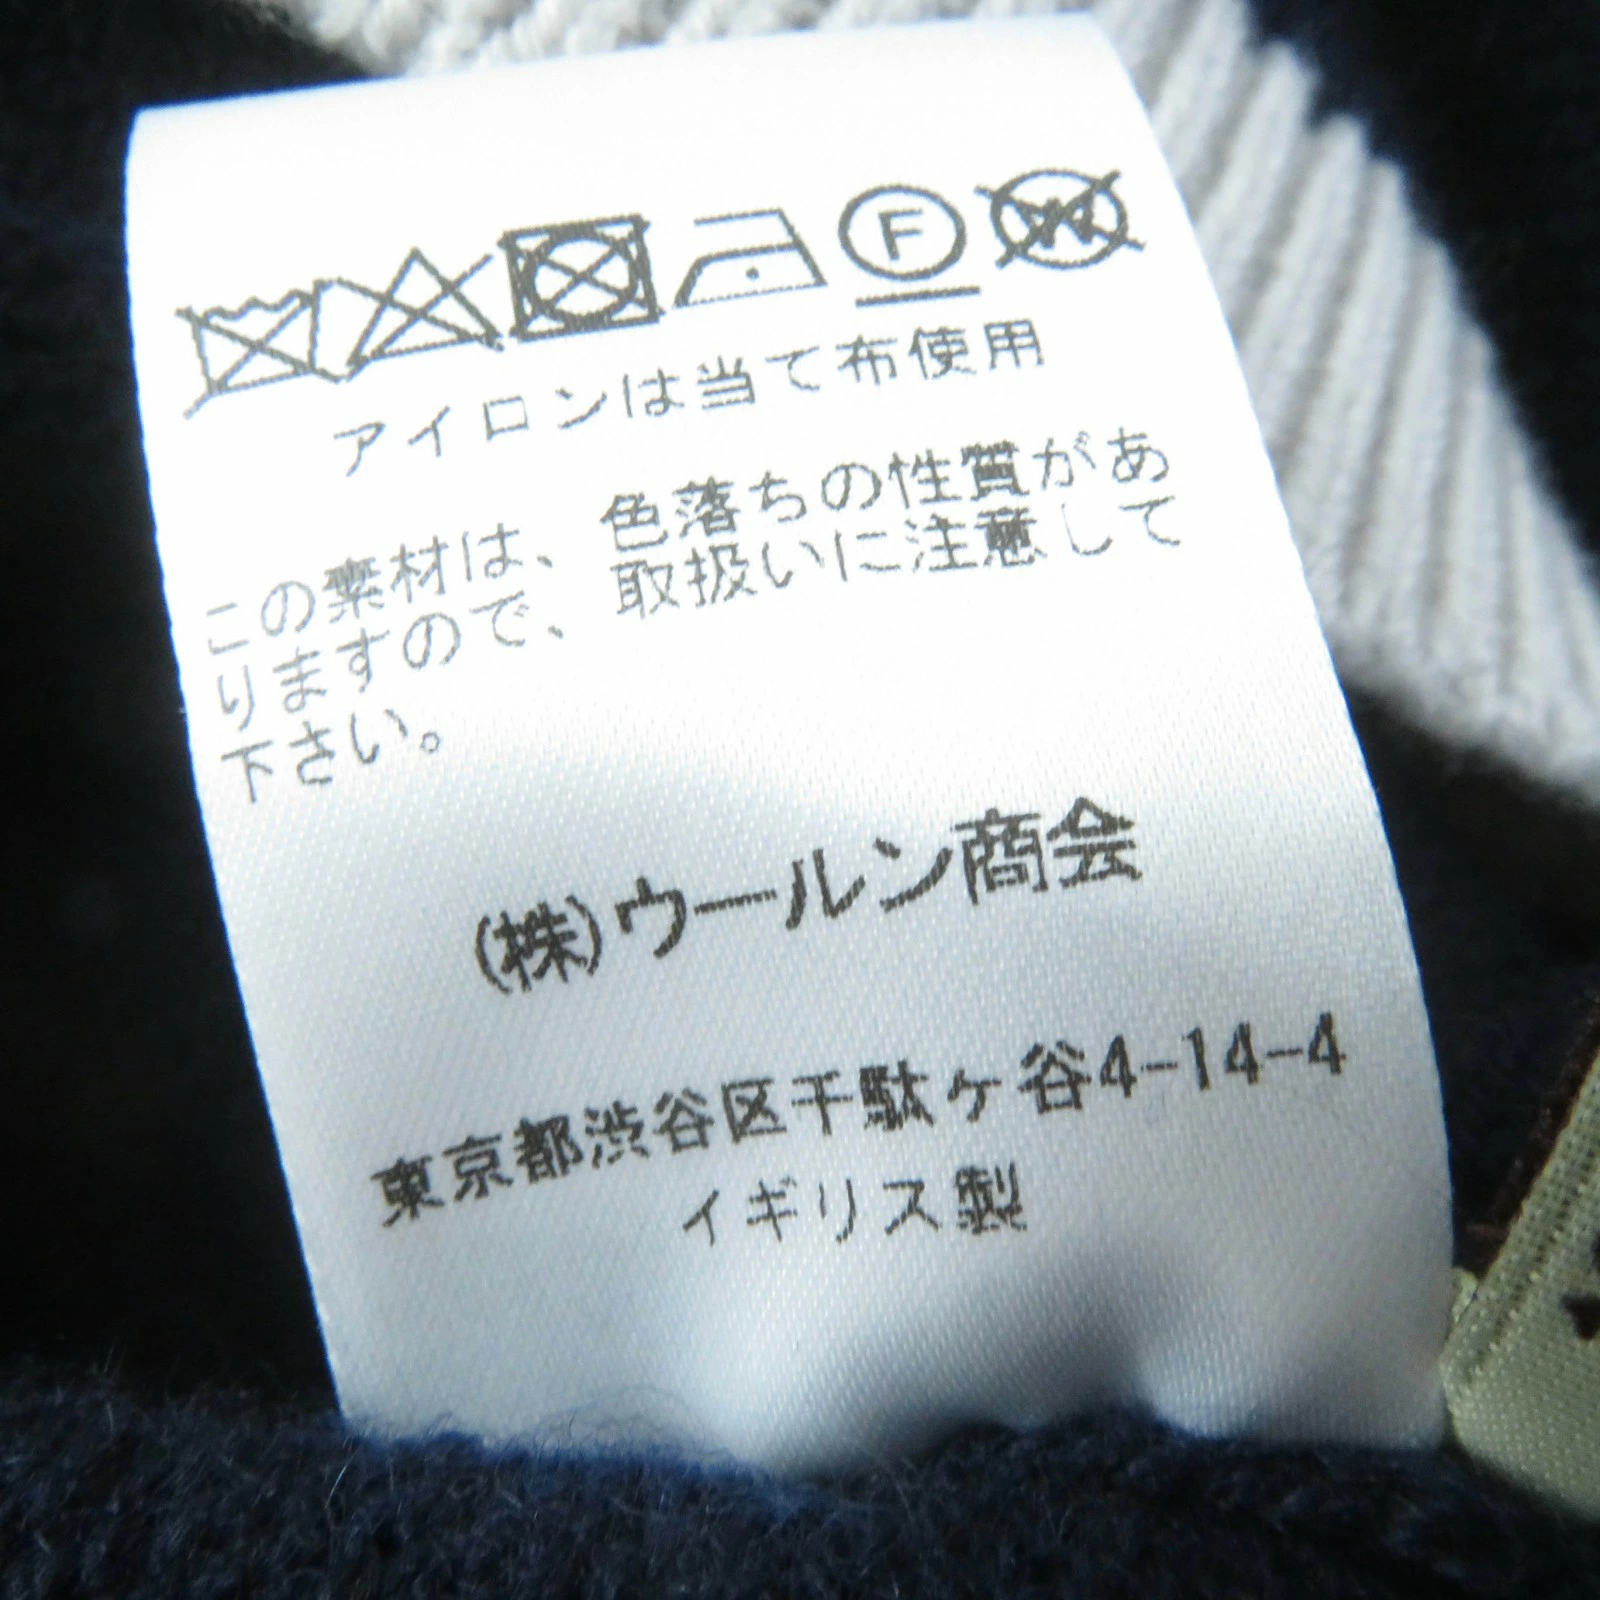 F W
アイロンは当て布使用
この素材は、色落ちの性質があ
りますので、取扱いに注意して
下さい。
(株)ウールン商会
東京都渋谷区千駄ヶ谷4-14-4
イギリス製